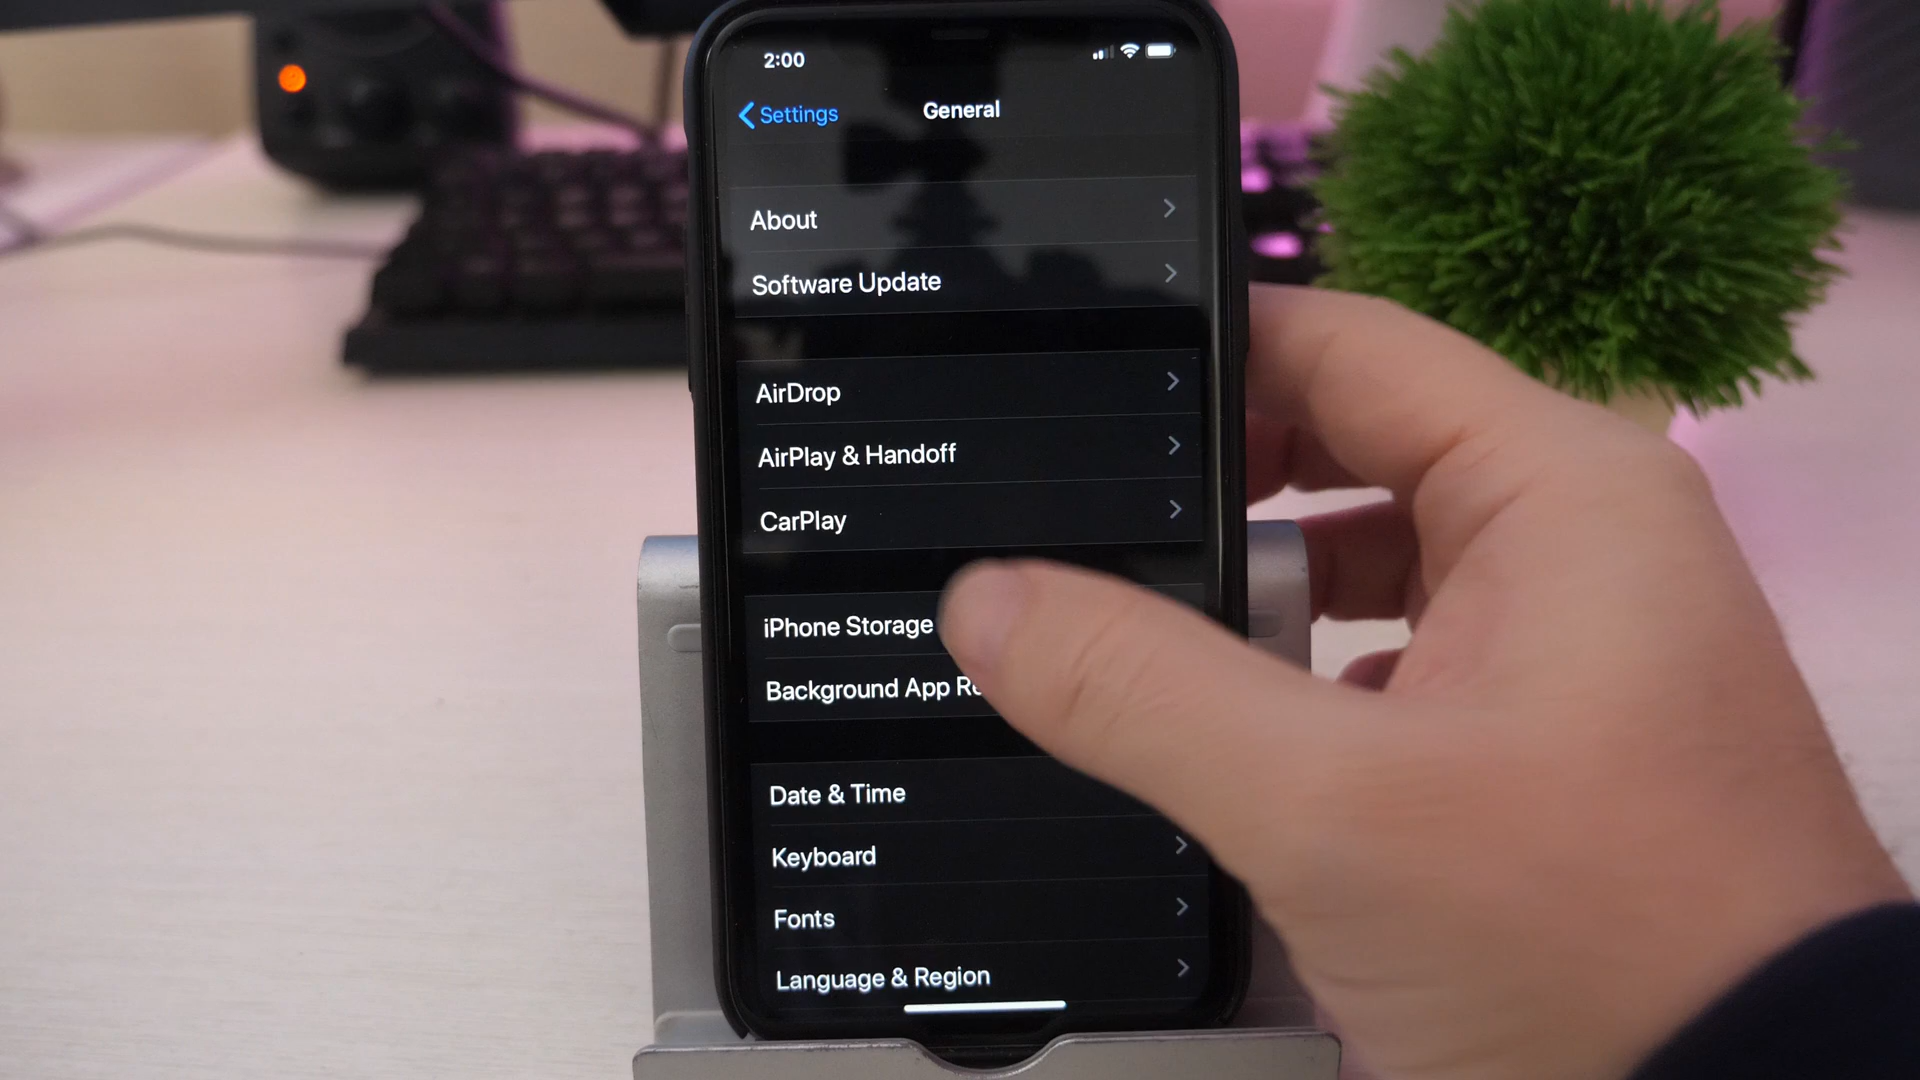 2:00
Settings
General
About
Software Update
AirDrop
AirPlay & Handoff
CarPlay
iPhone Storage
Background App
Date & Time
Keyboard
Fonts
Language & Region